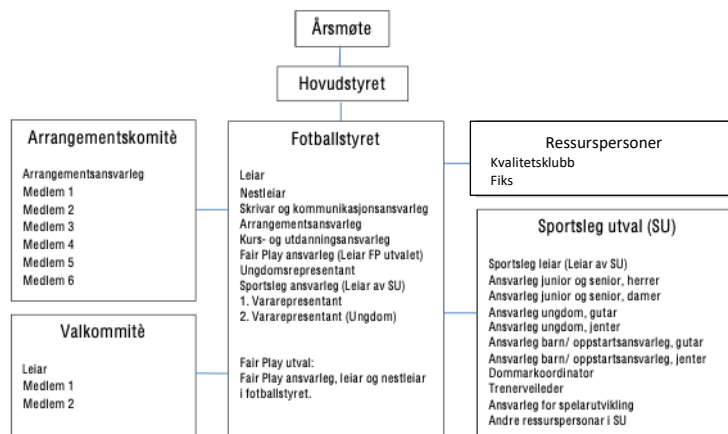 Årsmøte
Hovudstyret
Arrangementskomitè
Arrangementsansvarleg
Medlem 1
Medlem 2
Medlem 3
Medlem 4
Medlem 5
Medlem 6
Valkommitè
Leiar
Medlem 1
Medlem 2
Fotballstyret
Leiar
Nestleiar
Skrivar og kommunikasjonsansvarleg
Arrangementsansvarleg
Kurs- og utdanningsansvarleg
Fair Play ansvarleg (Leiar FP utvalet)
Ungdomsrepresentant
Sportsleg ansvarleg (Leiar av SU)
1. Vararepresentant
2. Vararepresentant (Ungdom)
Fair Play utval:
Fair Play ansvarleg, leiar og nestleiar
i fotballstyret.
Ressurspersoner
Kvalitetsklubb
Fiks
Sportsleg utval (SU)
Sportsleg leiar (Leiar av SU)
Ansvarleg junior og senior, herrer
Ansvarleg junior og senior, damer
Ansvarleg ungdom, gutar
Ansvarleg ungdom, jenter
Ansvarleg barn/ oppstartsansvarleg, gutar
Ansvarleg barn/ oppstartsansvarleg, jenter
Dommarkoordinator
Trenerveileder
Ansvarleg for spelarutvikling
Andre ressurspersonar i SU